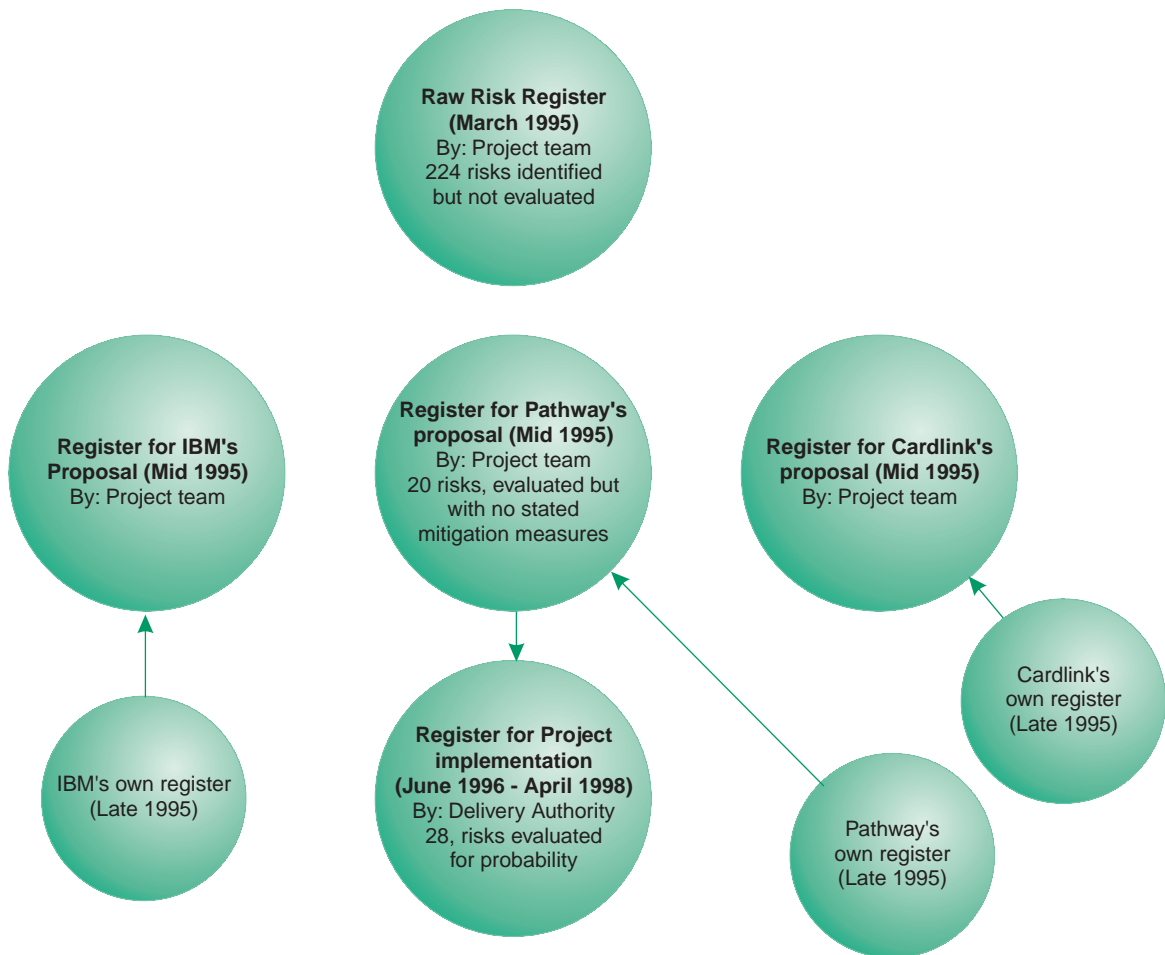 Raw Risk Register
(March 1995)
By: Project team
224 risks identified
but not evaluated
Register for IBM's
Proposal (Mid 1995)
By: Project team
Register for Pathway's
proposal (Mid 1995)
By: Project team
20 risks, evaluated but
with no stated
mitigation measures
Register for Cardlink's
proposal (Mid 1995)
By: Project team
IBM's own register
(Late 1995)
Register for Project
implementation
(June 1996 - April 1998)
By: Delivery Authority
28, risks evaluated
for probability
Pathway's
own register
(Late 1995)
Cardlink's
own register
(Late 1995)